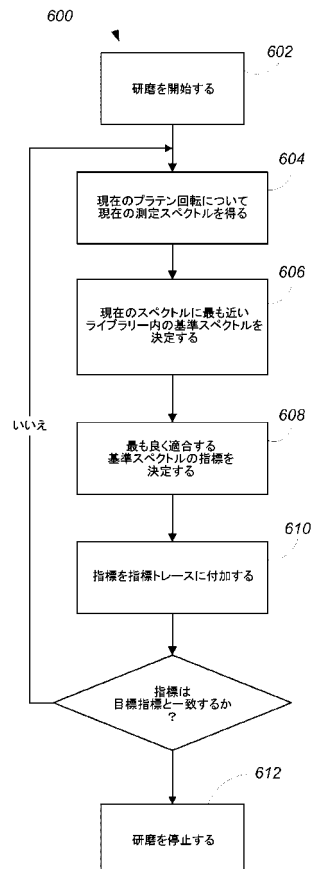 600
602
研磨を開始する
604
現在のプラテン回転について
現在の測定スペクトルを得る
606
現在のスペクトルに最も近い
ライブラリー内の基準スペクトルを
決定する
いいえ
608
最も良く適合する
基準スペクトルの指標を
決定する
610
指標を指標トレースに付加する
指標は
目標指標と一致するか
?
612
研磨を停止する